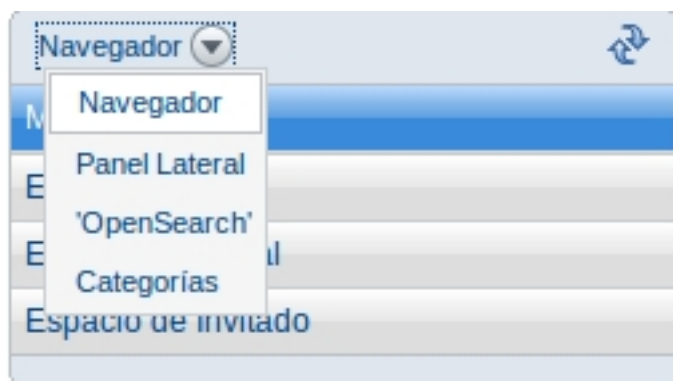 Navegador
Navegador
Panel Lateral
'OpenSearch'
Categorías
Espacio de Invitado